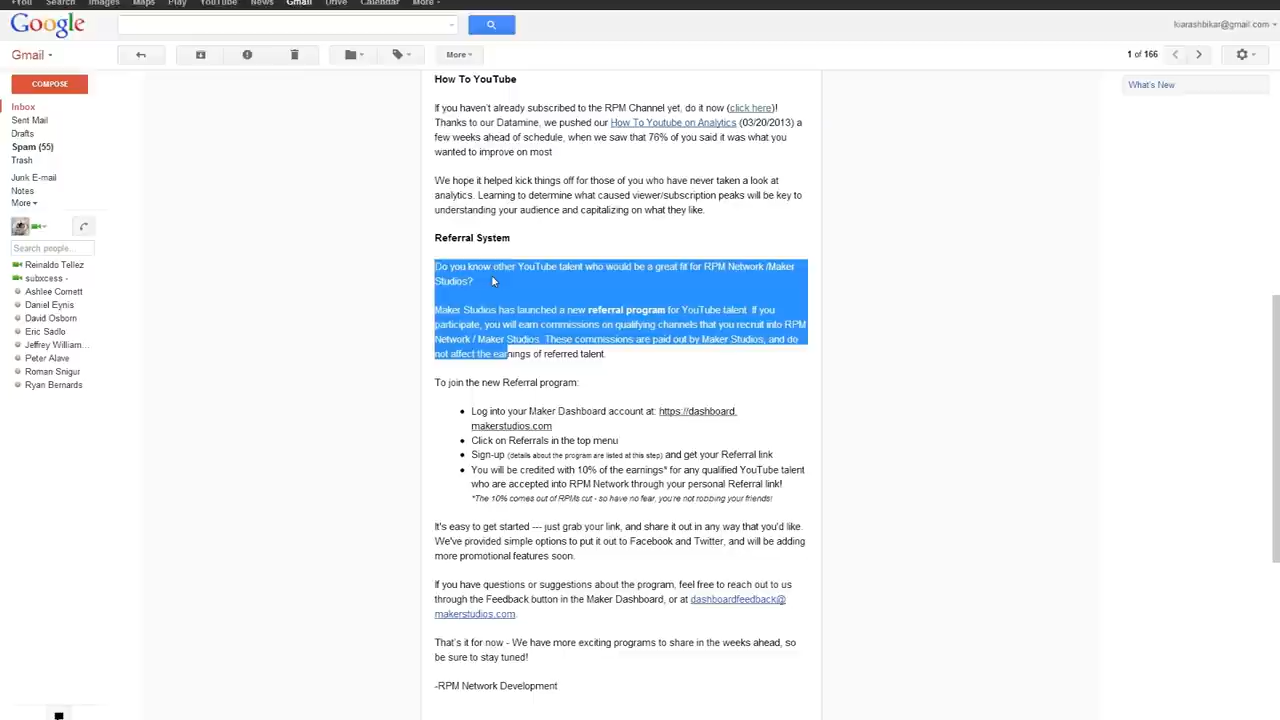 +You Search Images Maps Play YouTube News Gmail Drive Calendar More
Google
kiarashbikar@gmail.com
Gmail
More
1 of 166
COMPOSE
What's New
Inbox
Sent Mail
Drafts
Spam (55)
Trash
Junk E-mail
Notes
More
Search people...
Reinaldo Tellez
subxcess -
Ashlee Cornett
Daniel Eynis
David Osborn
Eric Sadlo
Jeffrey William...
Peter Alave
Roman Snigur
Ryan Bernards
How To YouTube
If you haven't already subscribed to the RPM Channel yet, do it now (click here)!
Thanks to our Datamine, we pushed our How To Youtube on Analytics (03/20/2013) a
few weeks ahead of schedule, when we saw that 76% of you said it was what you
wanted to improve on most
We hope it helped kick things off for those of you who have never taken a look at
analytics. Learning to determine what caused viewer/subscription peaks will be key to
understanding your audience and capitalizing on what they like.
Referral System
Do you know other YouTube talent who would be a great fit for RPM Network /Maker
Studios?
Maker Studios has launched a new referral program for YouTube talent. If you
participate, you will earn commissions on qualifying channels that you recruit into RPM
Network / Maker Studios. These commissions are paid out by Maker Studios, and do
not affect the earnings of referred talent.
To join the new Referral program:
• Log into your Maker Dashboard account at: https://dashboard.
makerstudios.com
• Click on Referrals in the top menu
• Sign-up (details about the program are listed at this step) and get your Referral link
• You will be credited with 10% of the earnings* for any qualified YouTube talent
who are accepted into RPM Network through your personal Referral link!
*The 10% comes out of RPMs cut - so have no fear, you're not robbing your friends!
It's easy to get started --- just grab your link, and share it out in any way that you'd like.
We've provided simple options to put it out to Facebook and Twitter, and will be adding
more promotional features soon.
If you have questions or suggestions about the program, feel free to reach out to us
through the Feedback button in the Maker Dashboard, or at dashboardfeedback@
makerstudios.com.
That's it for now - We have more exciting programs to share in the weeks ahead, so
be sure to stay tuned!
-RPM Network Development